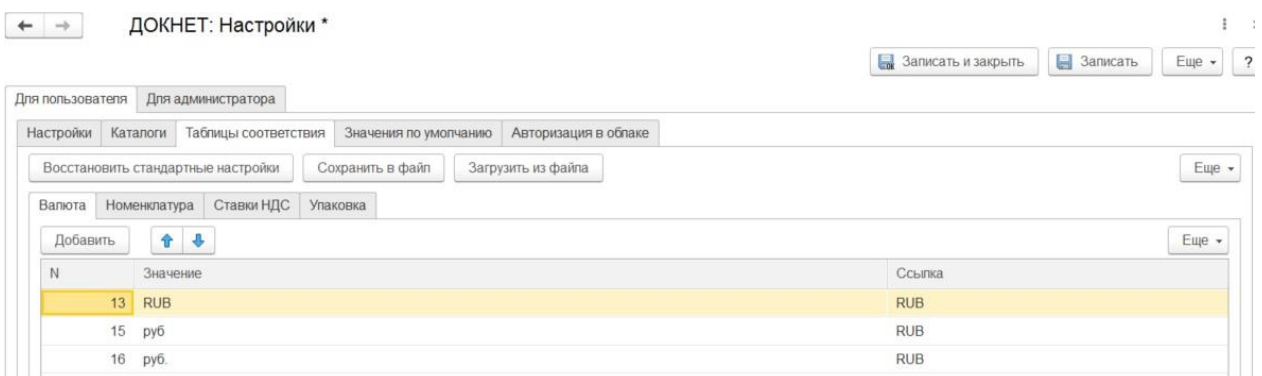 ДОКНЕТ: Настройки *
Записать и закрыть Записать Еще ?
Для пользователя Для администратора
Настройки Каталоги Таблицы соответствия Значения по умолчанию Авторизация в облаке
Восстановить стандартные настройки Сохранить в файл Загрузить из файла Еще
Валюта Номенклатура Ставки НДС Упаковка
Добавить Еще
N Значение Ссылка
13 RUB RUB
15 руб RUB
16 руб. RUB